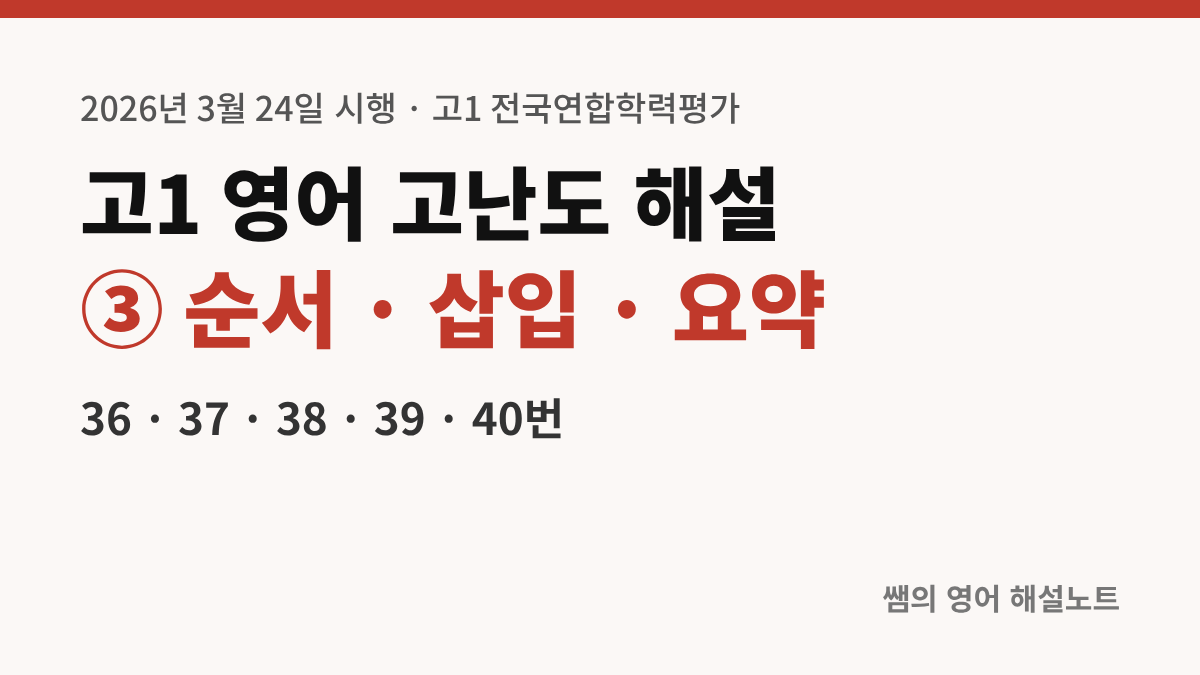 2026년 3월 24일 시행 · 고1 전국연합학력평가
고1 영어 고난도 해설
③ 순서 · 삽입 · 요약
36 · 37 · 38 · 39 · 40번
쌤의 영어 해설노트